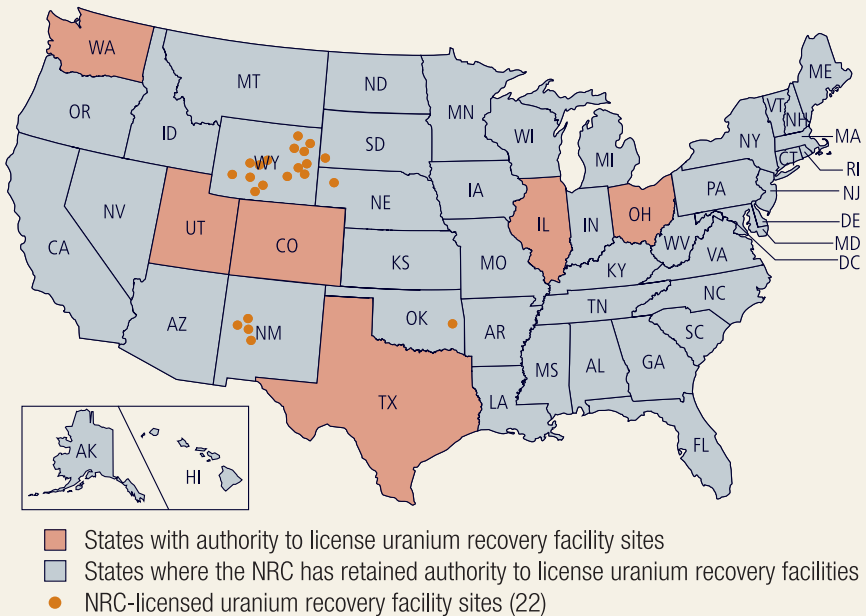 WA
MT
ND
ME
OR
MN
VT
NH
ID
SD
WI
NY
MA
WY
MI
RI
IA
CT
NJ
NE
PA
NV
UT
IL
IN
OH
DE
CO
WV
MD
CA
KS
MO
VA
DC
KY
NC
AZ
OK
TN
NM
AR
SC
MS
AL
GA
TX
LA
AK
FL
HI
States with authority to license uranium recovery facility sites
States where the NRC has retained authority to license uranium recovery facilities
NRC-licensed uranium recovery facility sites (22)